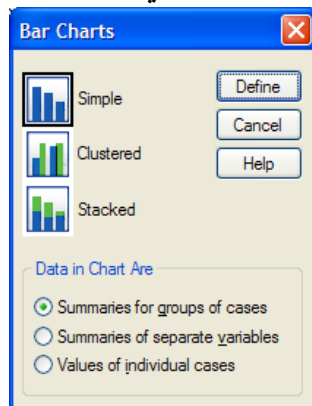 Bar Charts
Simple
Define
Cancel
Clustered
Help
Stacked
Data in Chart Are
Summaries for groups of cases
Summaries of separate variables
Values of individual cases